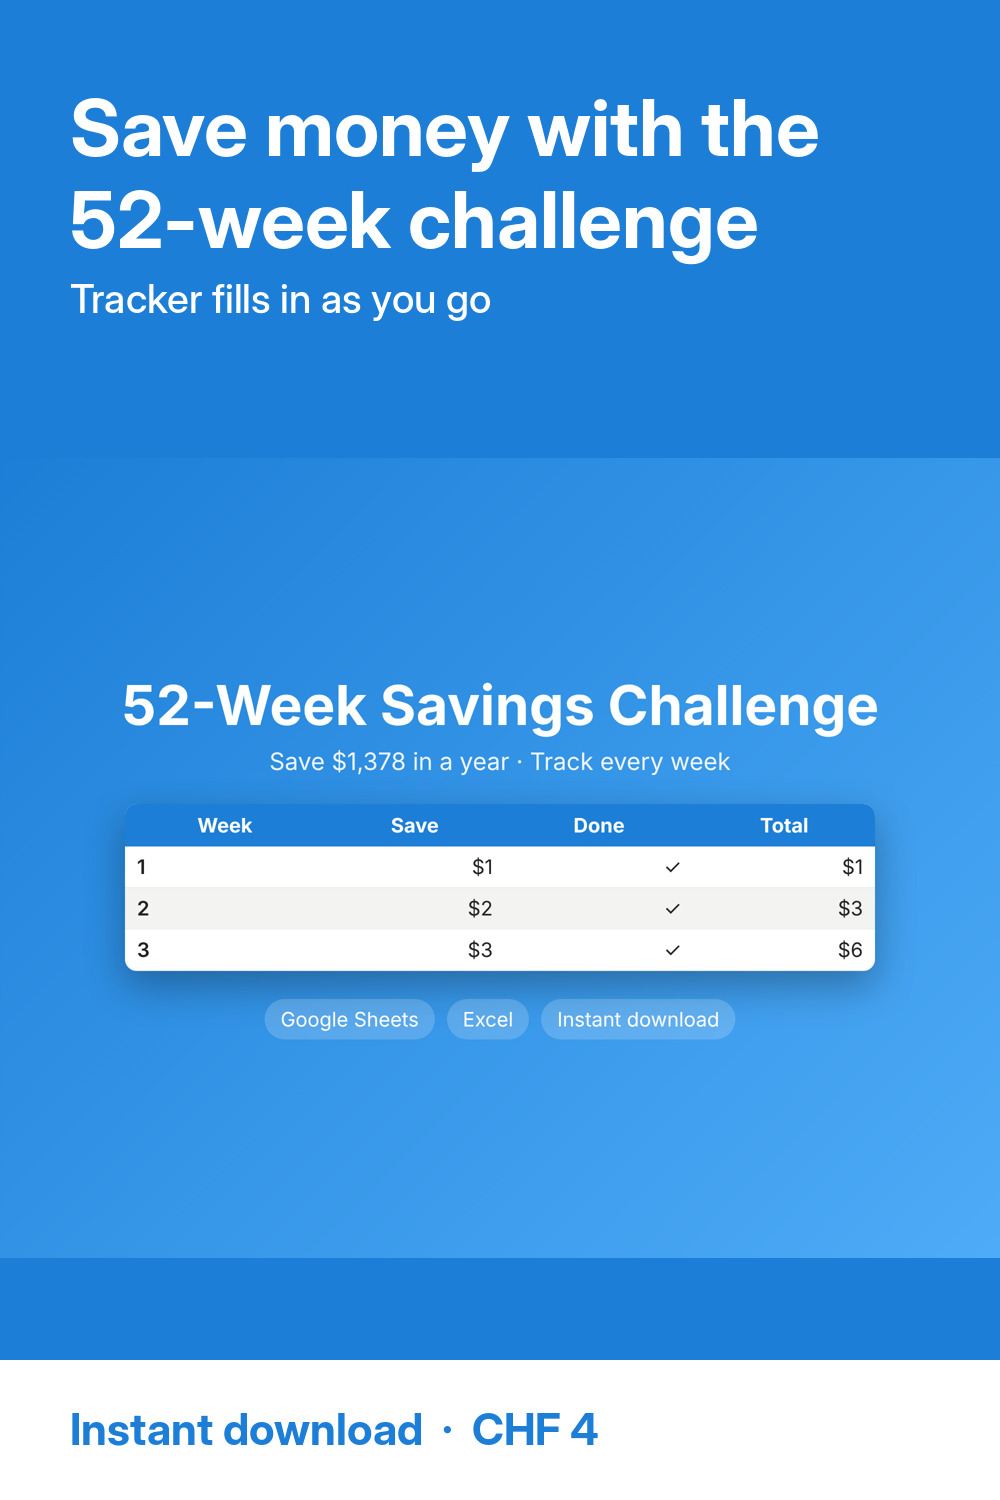 Save money with the
52-week challenge
Tracker fills in as you go
52-Week Savings Challenge
Save $1,378 in a year · Track every week
Week Save Done Total
1 $1 ✓ $1
2 $2 ✓ $3
3 $3 ✓ $6
Google Sheets Excel Instant download
Instant download · CHF 4